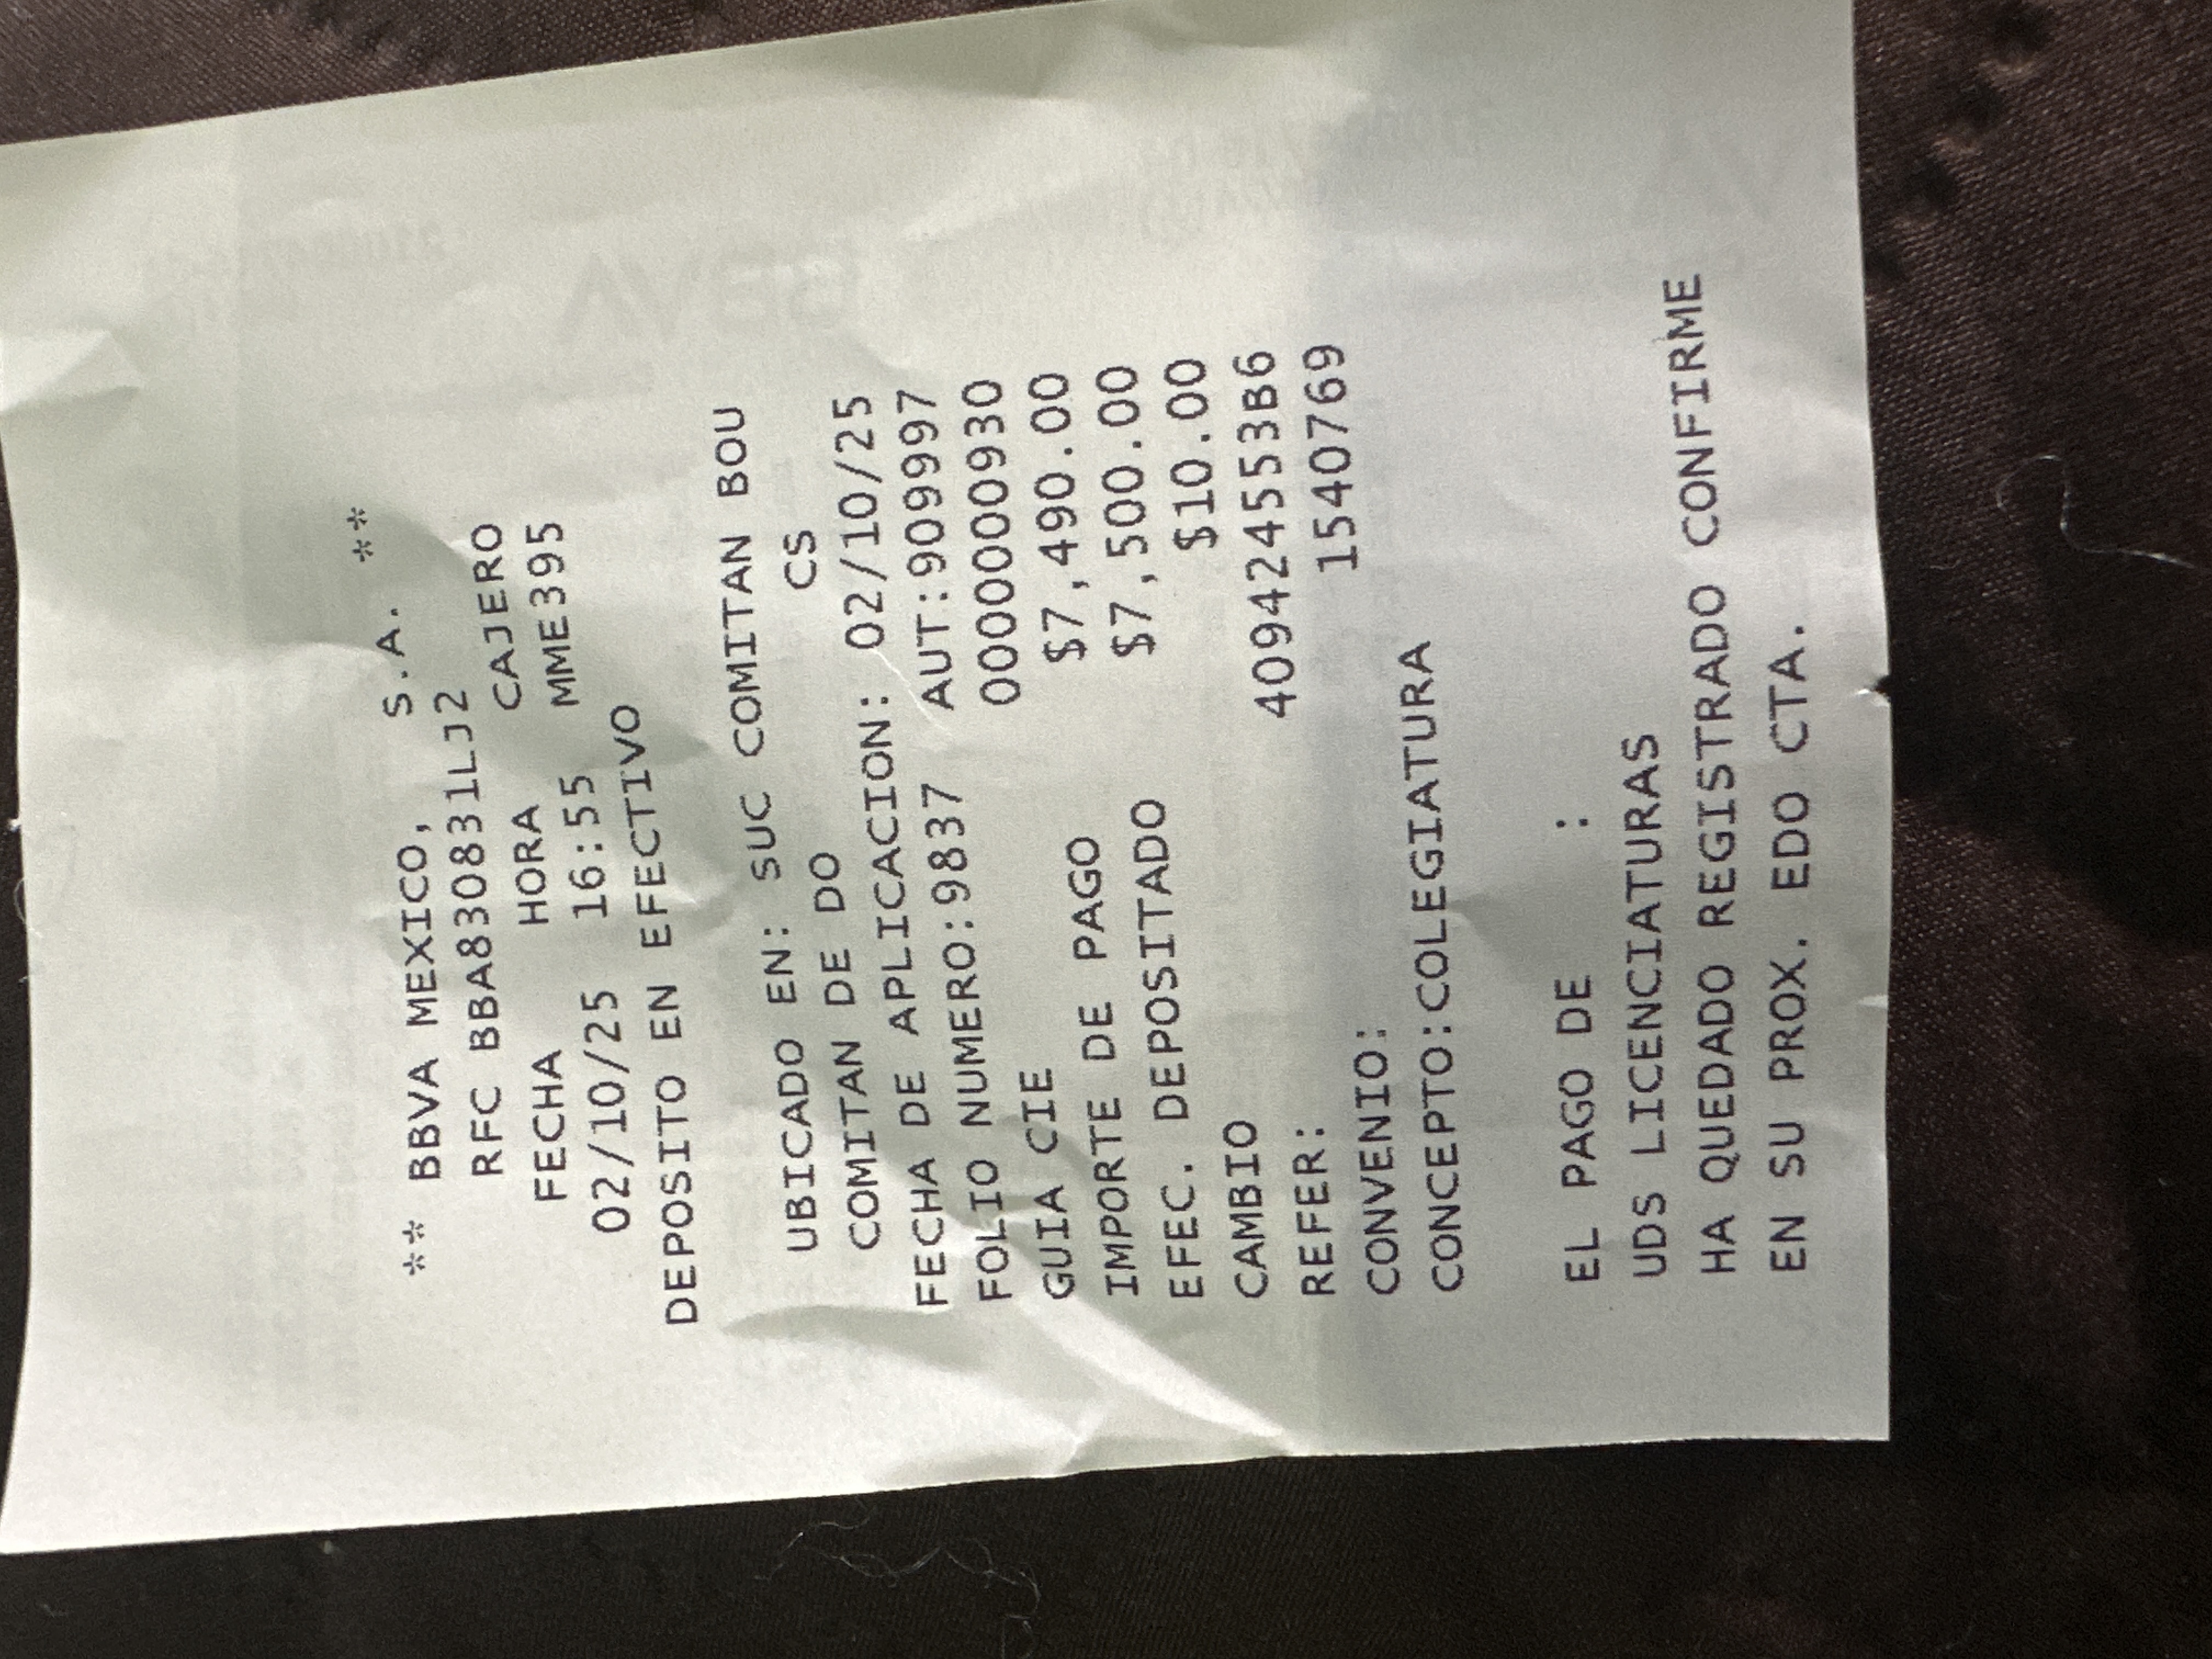 ** BBVA MEXICO, S.A. **
RFC BBA830831LJ2
FECHA HORA CAJERO
02/10/25 16:55 MME395
DEPOSITO EN EFECTIVO
UBICADO EN: SUC COMITAN BOU
COMITAN DE DO CS
FECHA DE APLICACION: 02/10/25
FOLIO NUMERO:9837 AUT:909997
GUIA CIE 0000000930
IMPORTE DE PAGO $7,490.00
EFEC. DEPOSITADO $7,500.00
CAMBIO $10.00
REFER: 409424553B6
CONVENIO: 1540769
CONCEPTO:COLEGIATURA
EL PAGO DE :
UDS LICENCIATURAS
HA QUEDADO REGISTRADO CONFIRME
EN SU PROX. EDO CTA.